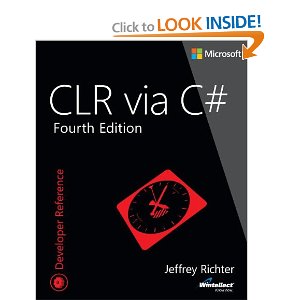 Click to LOOK INSIDE!
Microsoft
CLR via C#
Fourth Edition
Developer Reference
Jeffrey Richter
Wintellect